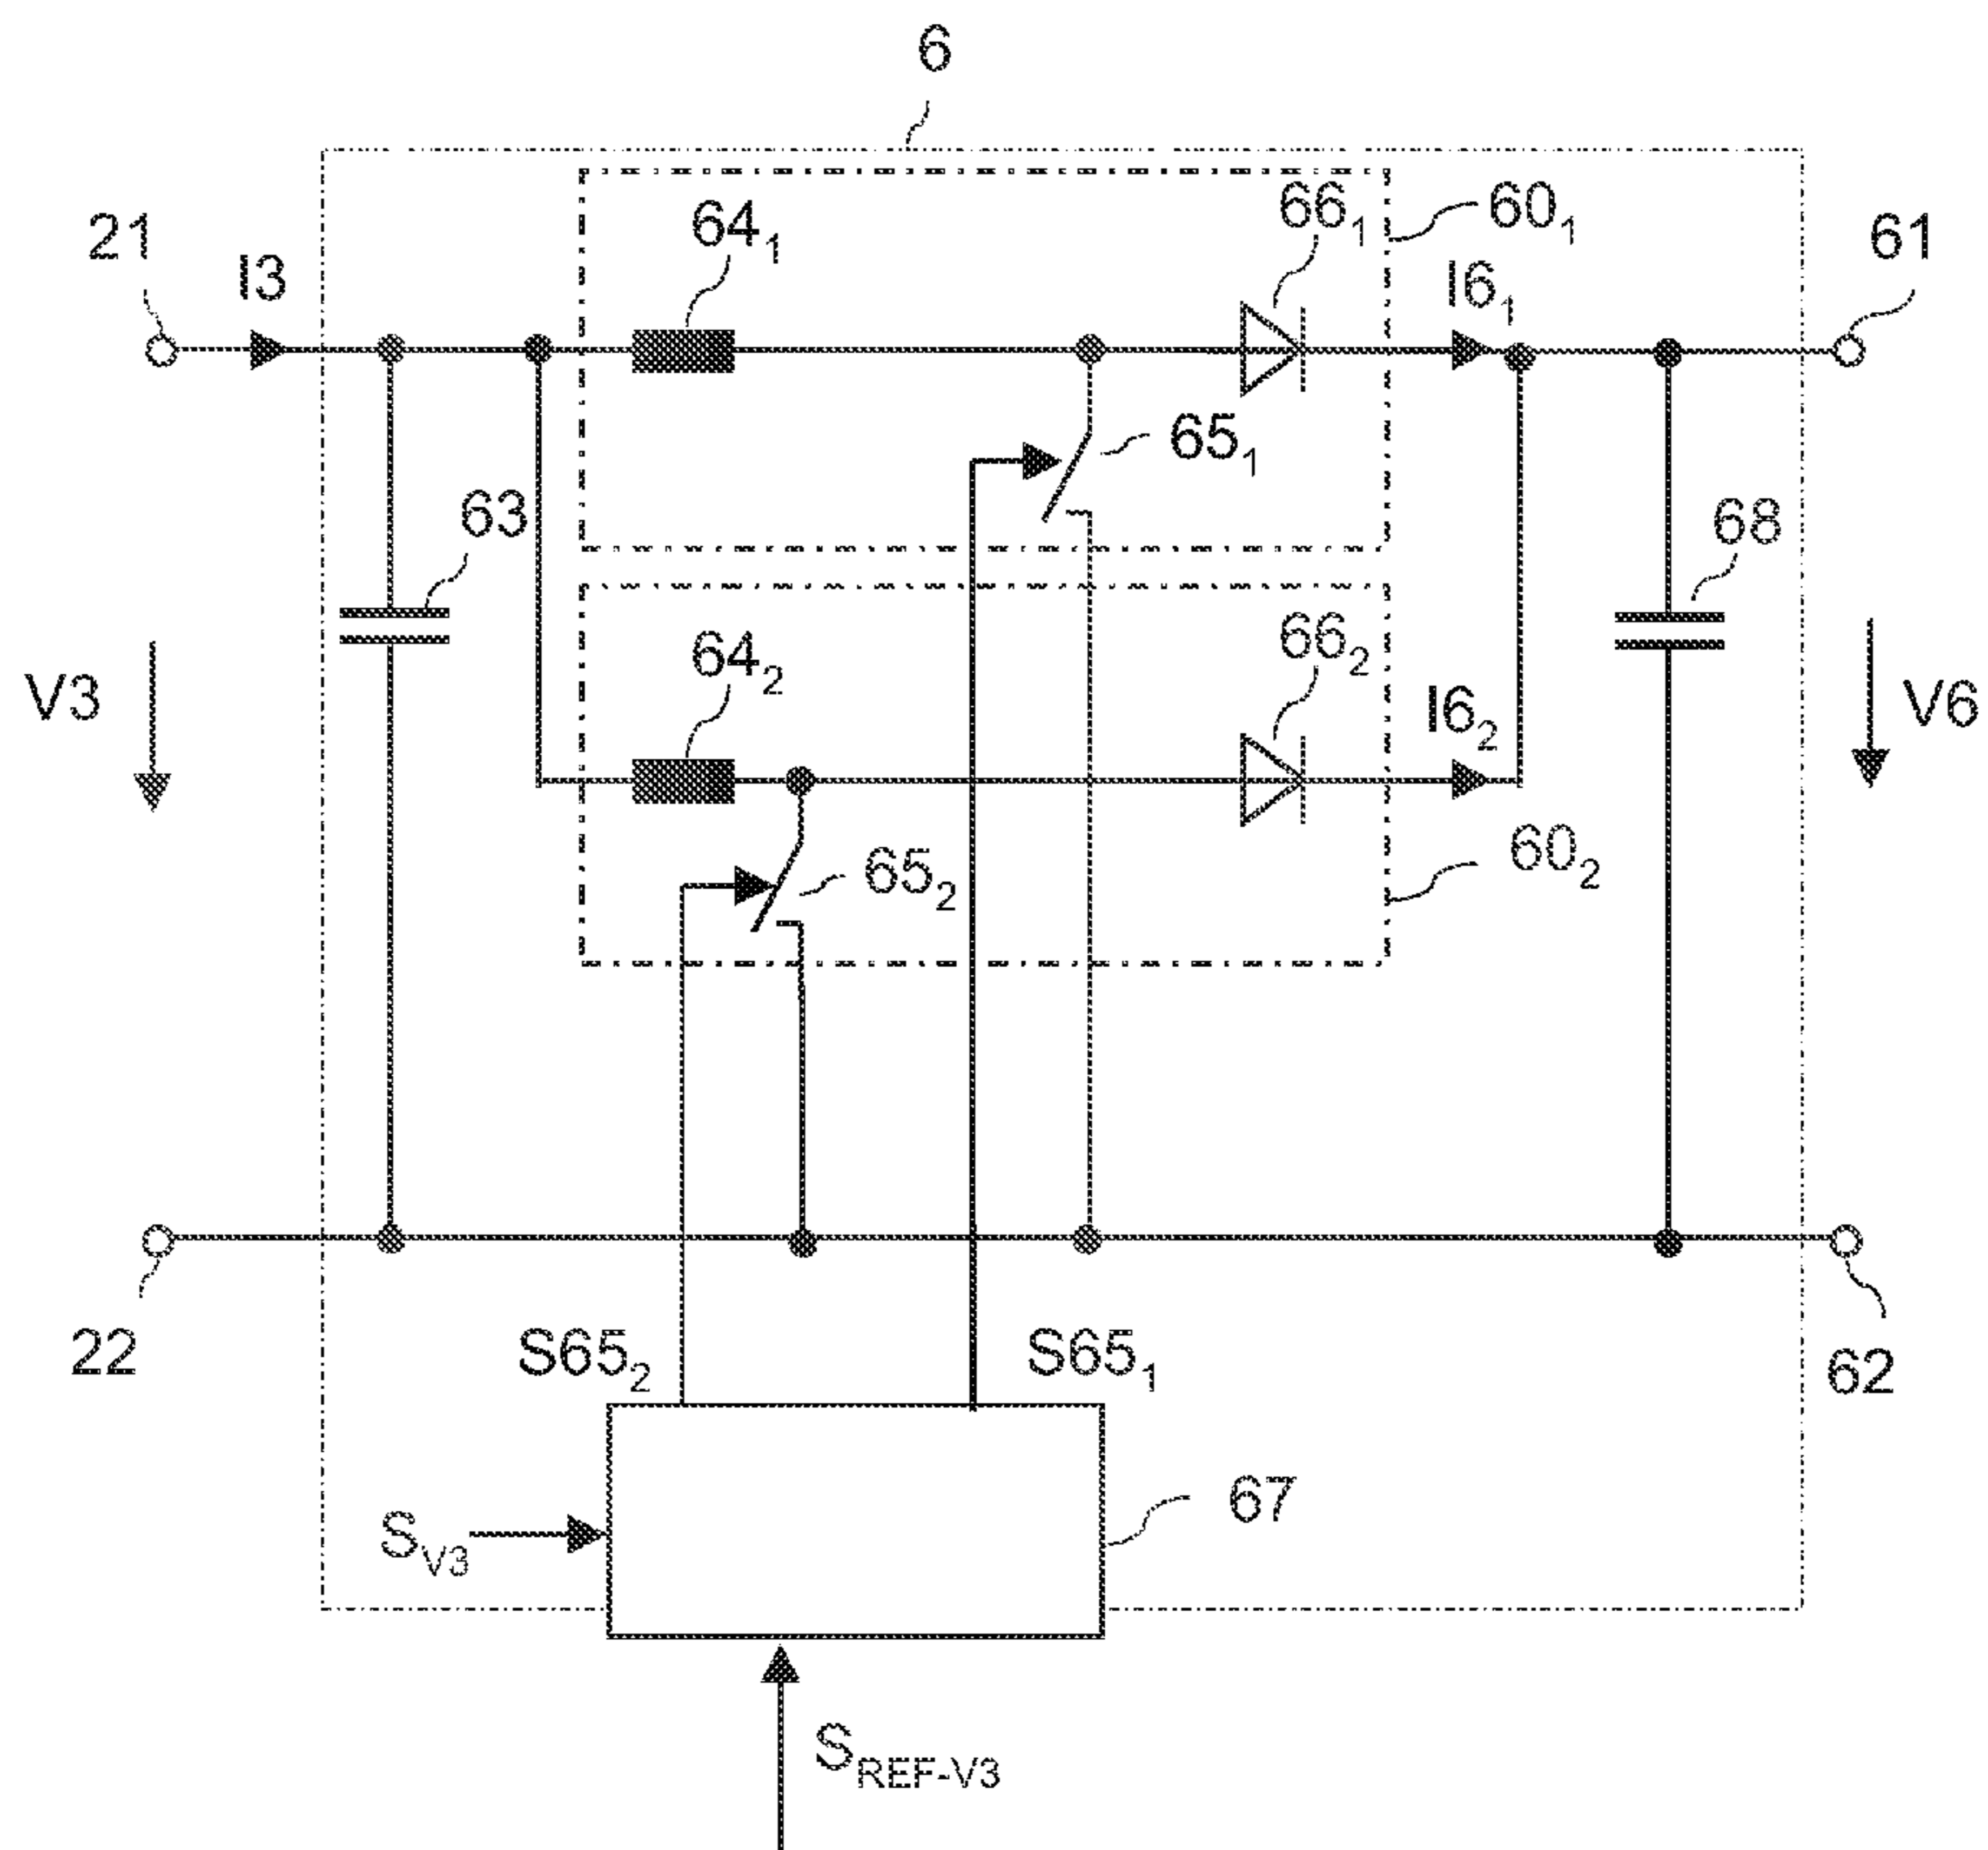 6
21
I3
64₁
66₁
60₁
I6₁
61
65₁
63
68
V3
64₂
66₂
I6₂
V6
65₂
60₂
22
S65₂
S65₁
62
S_V3
67
S_REF-V3